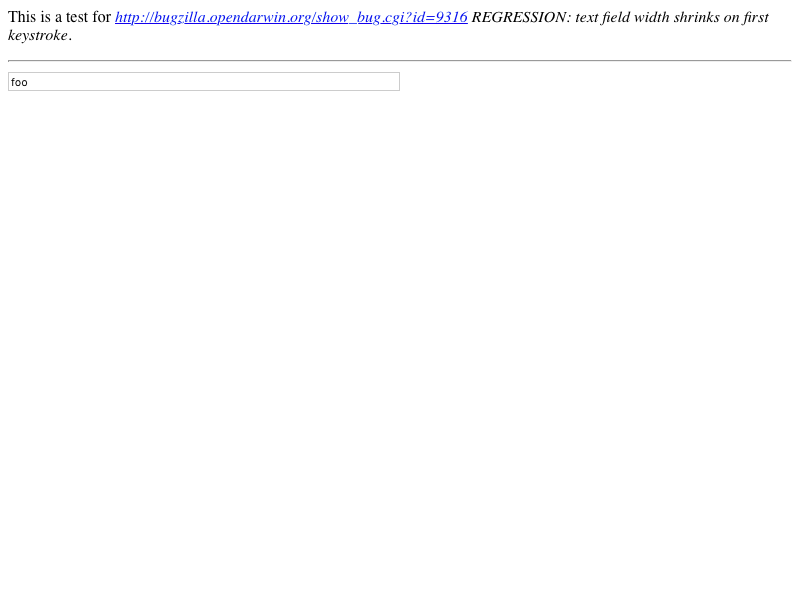 This is a test for http://bugzilla.opendarwin.org/show_bug.cgi?id=9316 REGRESSION: text field width shrinks on first
keystroke.
foo